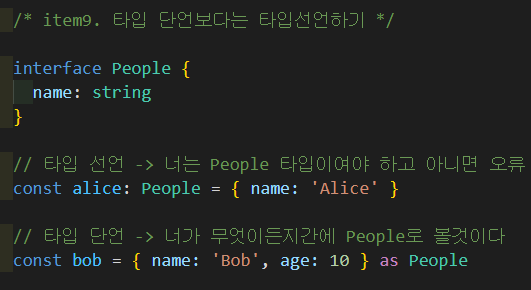 /* item9. 타입 단언보다는 타입선언하기 */
interface People {
name: string
}
// 타입 선언 -> 너는 People 타입이여야 하고 아니면 오류
const alice: People = { name: 'Alice' }
// 타입 단언 -> 너가 무엇이든지간에 People로 볼것이다
const bob = { name: 'Bob', age: 10 } as People